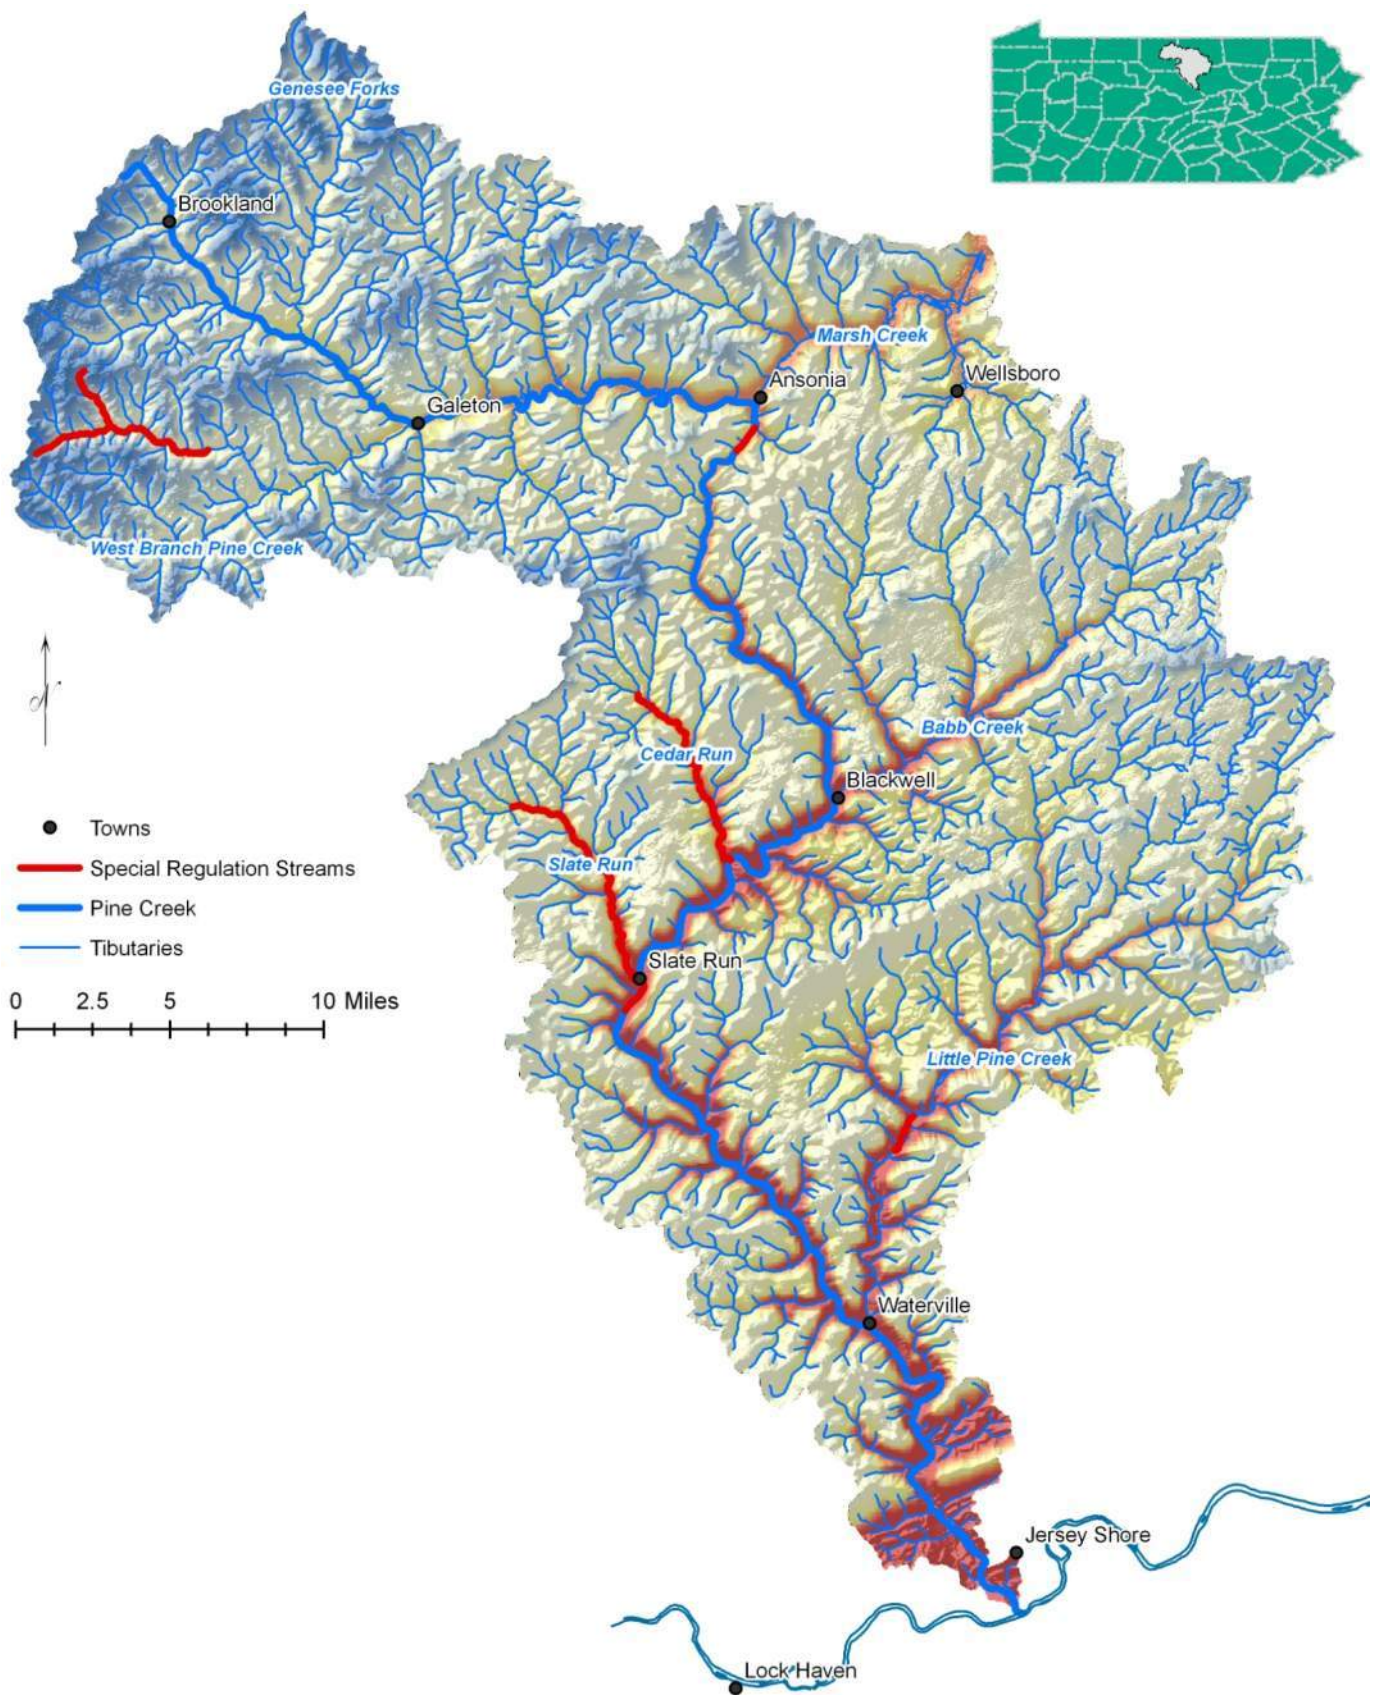 Genesee Forks
Brookland
Marsh Creek
Ansonia
Wellsboro
Galeton
West Branch Pine Creek
N
Babb Creek
Cedar Run
Blackwell
Towns
Slate Run
Special Regulation Streams
Pine Creek
Tibutaries
Slate Run
0 2.5 5 10 Miles
Little Pine Creek
Waterville
Jersey Shore
Lock Haven